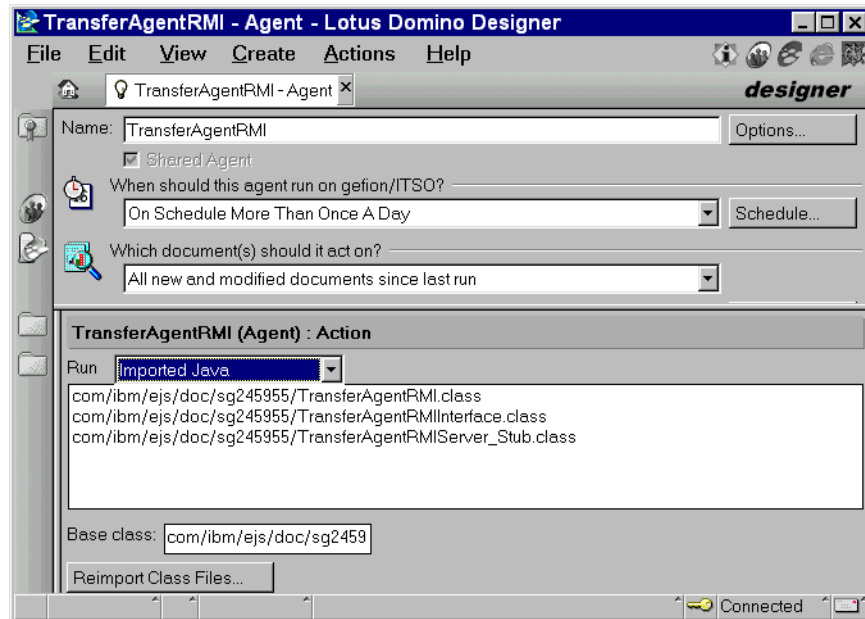 TransferAgentRMI - Agent - Lotus Domino Designer
File Edit View Create Actions Help
TransferAgentRMI - Agent
designer
Name: TransferAgentRMI Options...
Shared Agent
When should this agent run on gefion/ITSO?
On Schedule More Than Once A Day Schedule...
Which document(s) should it act on?
All new and modified documents since last run
TransferAgentRMI (Agent) : Action
Run Imported Java
com/ibm/ejs/doc/sg245955/TransferAgentRMI.class
com/ibm/ejs/doc/sg245955/TransferAgentRMIInterface.class
com/ibm/ejs/doc/sg245955/TransferAgentRMIServer_Stub.class
Base class: com/ibm/ejs/doc/sg2459
Reimport Class Files...
Connected